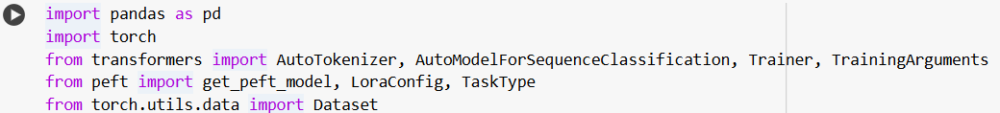 import pandas as pd
import torch
from transformers import AutoTokenizer, AutoModelForSequenceClassification, Trainer, TrainingArguments
from peft import get_peft_model, LoraConfig, TaskType
from torch.utils.data import Dataset